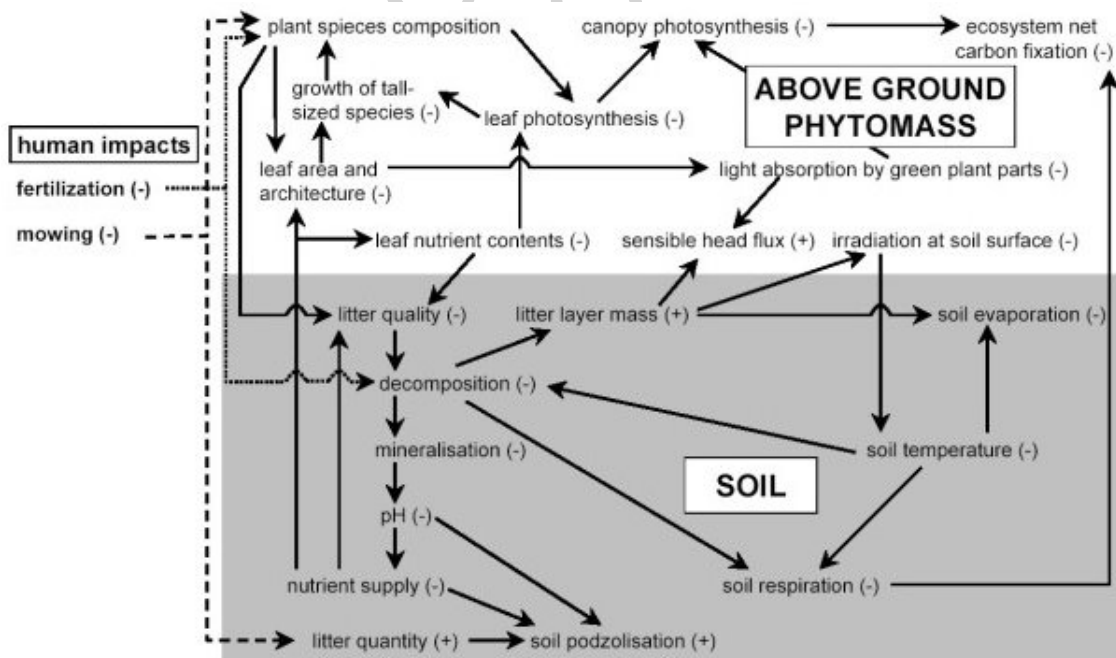 plant spieces composition
canopy photosynthesis (-)
ecosystem net
carbon fixation (-)
growth of tall-
sized species (-)
leaf photosynthesis (-)
ABOVE GROUND
PHYTOMASS
human impacts
fertilization (-)
mowing (-)
leaf area and
architecture (-)
light absorption by green plant parts (-)
leaf nutrient contents (-)
sensible head flux (+)
irradiation at soil surface (-)
litter quality (-)
litter layer mass (+)
soil evaporation (-)
decomposition (-)
mineralisation (-)
soil temperature (-)
SOIL
pH (-)
nutrient supply (-)
soil respiration (-)
litter quantity (+)
soil podzolisation (+)